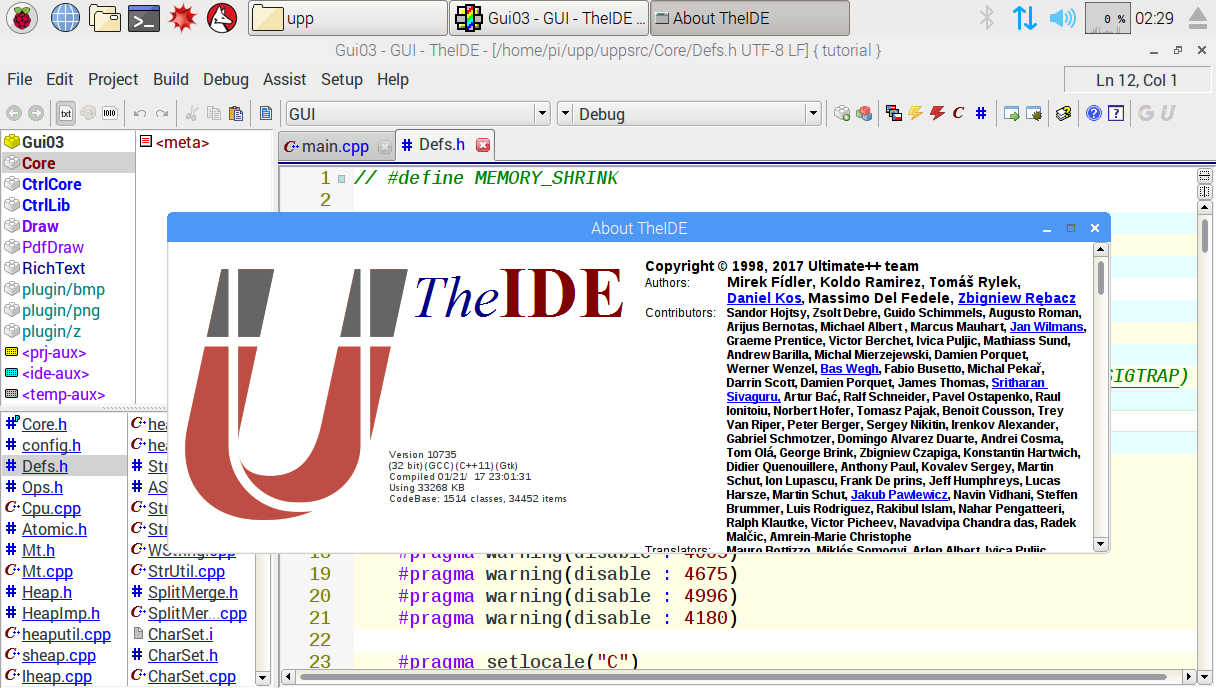 upp
Gui03 - GUI - TheIDE ...
About TheIDE
0 %
02:29
Gui03 - GUI - TheIDE - [/home/pi/upp/uppsrc/Core/Defs.h UTF-8 LF] { tutorial }
File Edit Project Build Debug Assist Setup Help
Ln 12, Col 1
txt
GUI
Debug
Gui03
Core
CtrlCore
CtrlLib
Draw
PdfDraw
RichText
plugin/bmp
plugin/png
plugin/z
<prj-aux>
<ide-aux>
<temp-aux>
<meta>
Core.h
config.h
Defs.h
Ops.h
Cpu.cpp
Atomic.h
Mt.h
Mt.cpp
Heap.h
HeapImp.h
heaputil.cpp
sheap.cpp
lheap.cpp
StrUtil.cpp
SplitMerge.h
SplitMer...cpp
CharSet.i
CharSet.h
CharSet.cpp
main.cpp
Defs.h
1 // #define MEMORY_SHRINK
2
SIGTRAP)
About TheIDE
TheIDE
Version 10735
(32 bit)(GCC)(C++11)(Gtk)
Compiled 01/21/ 17 23:01:31
Using 33268 KB
CodeBase: 1514 classes, 34452 items
Copyright © 1998, 2017 Ultimate++ team
Authors: Mirek Fídler, Koldo Ramirez, Tomáš Rylek,
Daniel Kos, Massimo Del Fedele, Zbigniew Rębacz
Contributors: Sandor Hojtsy, Zsolt Debre, Guido Schimmels, Augusto Roman,
Arijus Bernotas, Michael Albert , Marcus Mauhart, Jan Wilmans,
Graeme Prentice, Victor Berchet, Ivica Puljic, Mathiass Sund,
Andrew Barilla, Michal Mierzejewski, Damien Porquet,
Werner Wenzel, Bas Wegh, Fabio Busetto, Michal Pekař,
Darrin Scott, Damien Porquet, James Thomas, Sritharan
Sivaguru, Artur Bać, Ralf Schneider, Pavel Ostapenko, Raul
Ionitoiu, Norbert Hofer, Tomasz Pajak, Benoit Cousson, Trey
Van Riper, Peter Berger, Sergey Nikitin, Irenkov Alexander,
Gabriel Schmotzer, Domingo Alvarez Duarte, Andrei Cosma,
Tom Olá, George Brink, Zbigniew Czapiga, Konstantin Hartwich,
Didier Quenouillere, Anthony Paul, Kovalev Sergey, Martin
Schut, Ion Lupascu, Frank De prins, Jeff Humphreys, Lucas
Harsze, Martin Schut, Jakub Pawlewicz, Navin Vidhani, Steffen
Brummer, Luis Rodriguez, Rakibul Islam, Nahar Pengatteeri,
Ralph Klautke, Victor Picheev, Navadvipa Chandra das, Radek
Malčic, Amrein-Marie Christophe
Translators: Mauro Bottizzo, Miklós Somogyi, Arlen Albert, Ivica Puljic,
19 #pragma warning(disable : 4675)
20 #pragma warning(disable : 4996)
21 #pragma warning(disable : 4180)
22
23 #pragma setlocale("C")